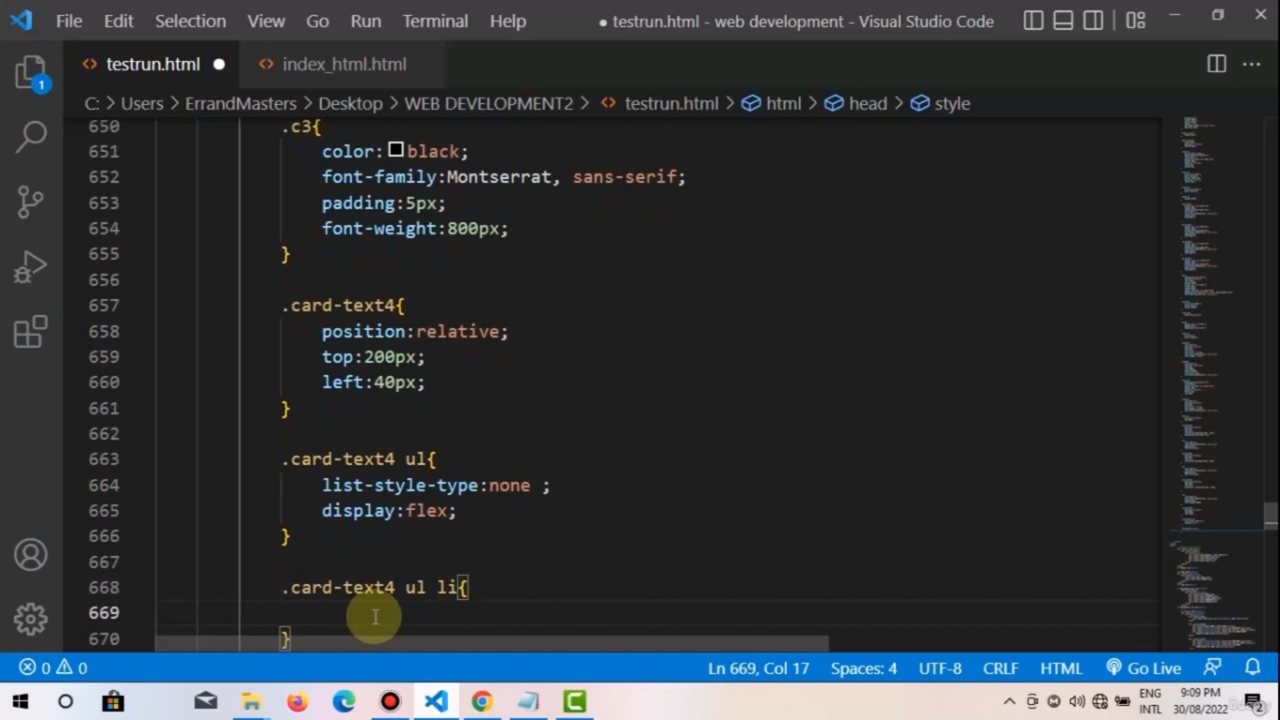 File Edit Selection View Go Run Terminal Help ● testrun.html - web development - Visual Studio Code
testrun.html ● index_html.html
C: > Users > ErrandMasters > Desktop > WEB DEVELOPMENT2 > testrun.html > html > head > style
1
650 .c3{
651 color: black;
652 font-family:Montserrat, sans-serif;
653 padding:5px;
654 font-weight:800px;
655 }
656
657 .card-text4{
658 position:relative;
659 top:200px;
660 left:40px;
661 }
662
663 .card-text4 ul{
664 list-style-type:none ;
665 display:flex;
666 }
667
668 .card-text4 ul li{
669
670 }
0 0 Ln 669, Col 17 Spaces: 4 UTF-8 CRLF HTML Go Live
ENG 9:09 PM
INTL 30/08/2022 2